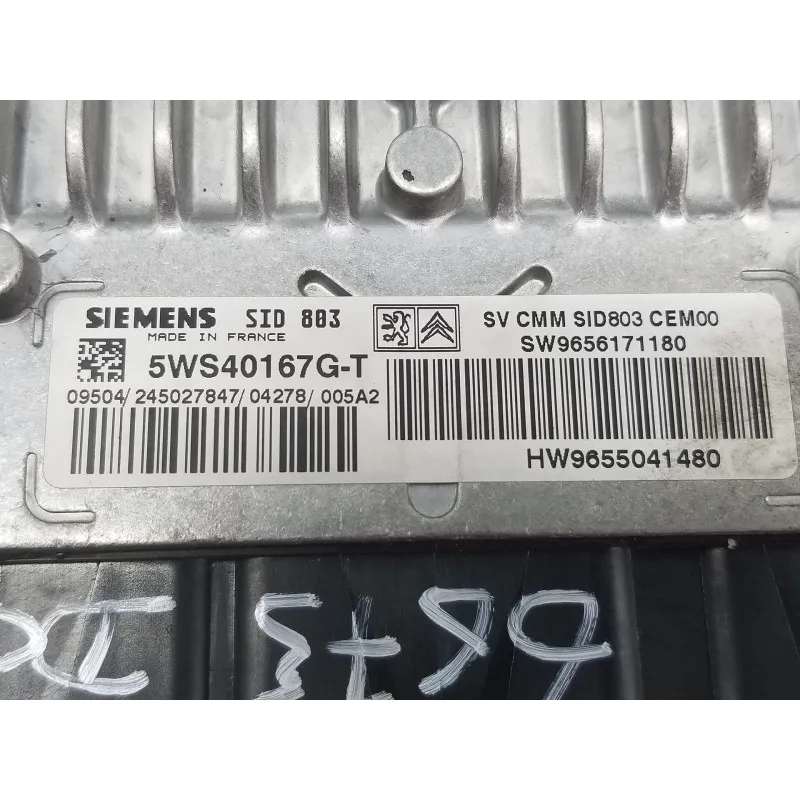 SIEMENS SID 803
MADE IN FRANCE
5WS40167G-T
09504/245027847/04278/005A2
SV CMM SID803 CEM00
SW9656171180
HW9655041480